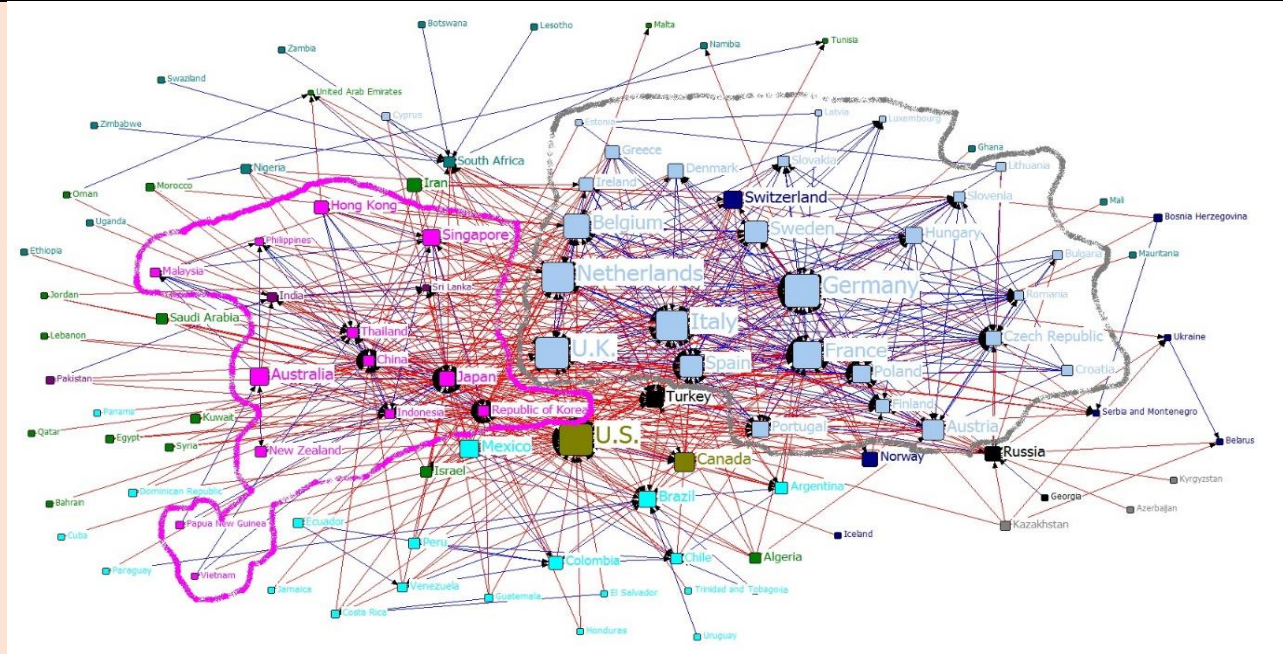 Botswana
Lesotho
Malta
Zambia
Namibia
Tunisia
Swaziland
United Arab Emirates
Cyprus
Zimbabwe
Estonia
Latvia
Luxembourg
Ghana
Greece
South Africa
Slovakia
Lithuania
Nigeria
Denmark
Oman
Morocco
Iran
Ireland
Switzerland
Slovenia
Mali
Hong Kong
Uganda
Belgium
Bosnia Herzegovina
Singapore
Sweden
Hungary
Philippines
Ethiopia
Bulgaria
Mauritania
Malaysia
Netherlands
Sri Lanka
Germany
Jordan
India
Romania
Saudi Arabia
Italy
Lebanon
Thailand
Czech Republic
Ukraine
U.K.
France
China
Spain
Croatia
Pakistan
Australia
Japan
Poland
Turkey
Panama
Indonesia
Republic of Korea
Finland
Serbia and Montenegro
Kuwait
Qatar
Egypt
Syria
U.S.
Portugal
Austria
Belarus
New Zealand
Mexico
Canada
Norway
Russia
Israel
Kyrgyzstan
Dominican Republic
Argentina
Bahrain
Brazil
Georgia
Azerbaijan
Papua New Guinea
Ecuador
Kazakhstan
Cuba
Iceland
Peru
Paraguay
Colombia
Chile
Algeria
Vietnam
Jamaica
Venezuela
Guatemala
El Salvador
Trinidad and Tobagoia
Costa Rica
Honduras
Uruguay